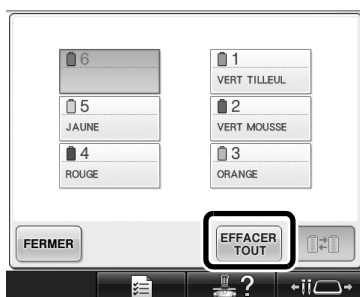 6
1
VERT TILLEUL
5
JAUNE
2
VERT MOUSSE
4
ROUGE
3
ORANGE
FERMER
EFFACER
TOUT
?